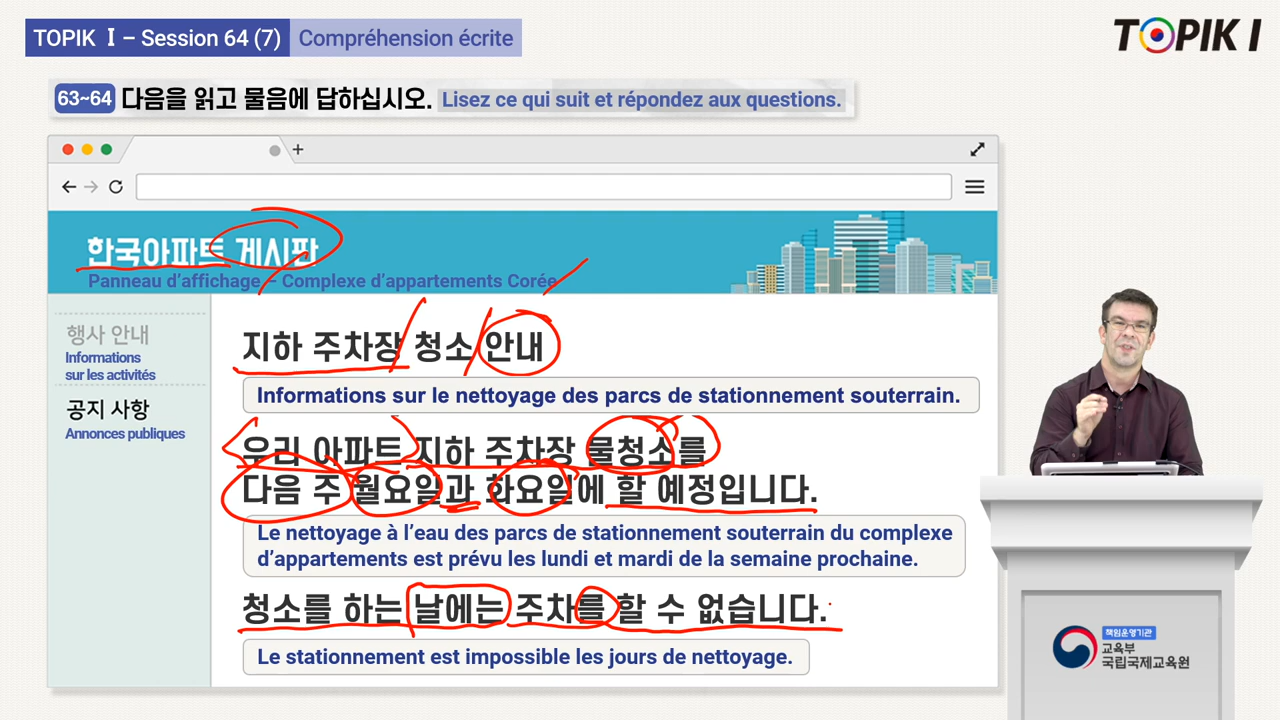 TOPIK Ⅰ – Session 64 (7) Compréhension écrite
TOPIK I
63~64 다음을 읽고 물음에 답하십시오. Lisez ce qui suit et répondez aux questions.
한국아파트 게시판
Panneau d'affichage – Complexe d'appartements Corée
행사 안내
Informations
sur les activités
공지 사항
Annonces publiques
지하 주차장 청소 안내
Informations sur le nettoyage des parcs de stationnement souterrain.
우리 아파트 지하 주차장 물청소를
다음 주 월요일과 화요일에 할 예정입니다.
Le nettoyage à l'eau des parcs de stationnement souterrain du complexe
d'appartements est prévu les lundi et mardi de la semaine prochaine.
청소를 하는 날에는 주차를 할 수 없습니다.
Le stationnement est impossible les jours de nettoyage.
책임운영기관
교육부
국립국제교육원